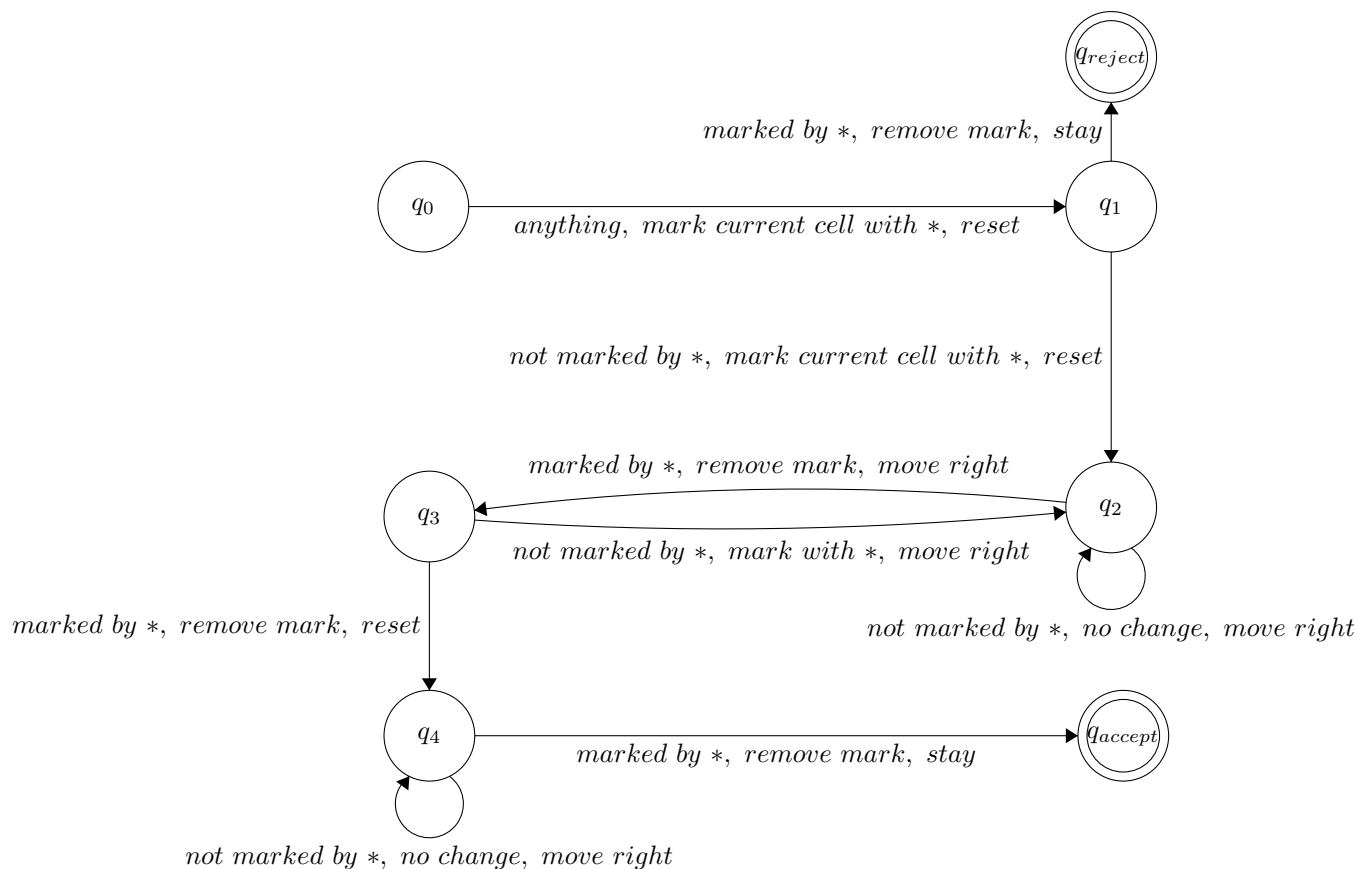 q_reject
marked by ∗, remove mark, stay
q_0
q_1
anything, mark current cell with ∗, reset
not marked by ∗, mark current cell with ∗, reset
marked by ∗, remove mark, move right
q_3
q_2
not marked by ∗, mark with ∗, move right
marked by ∗, remove mark, reset
not marked by ∗, no change, move right
q_4
q_accept
marked by ∗, remove mark, stay
not marked by ∗, no change, move right